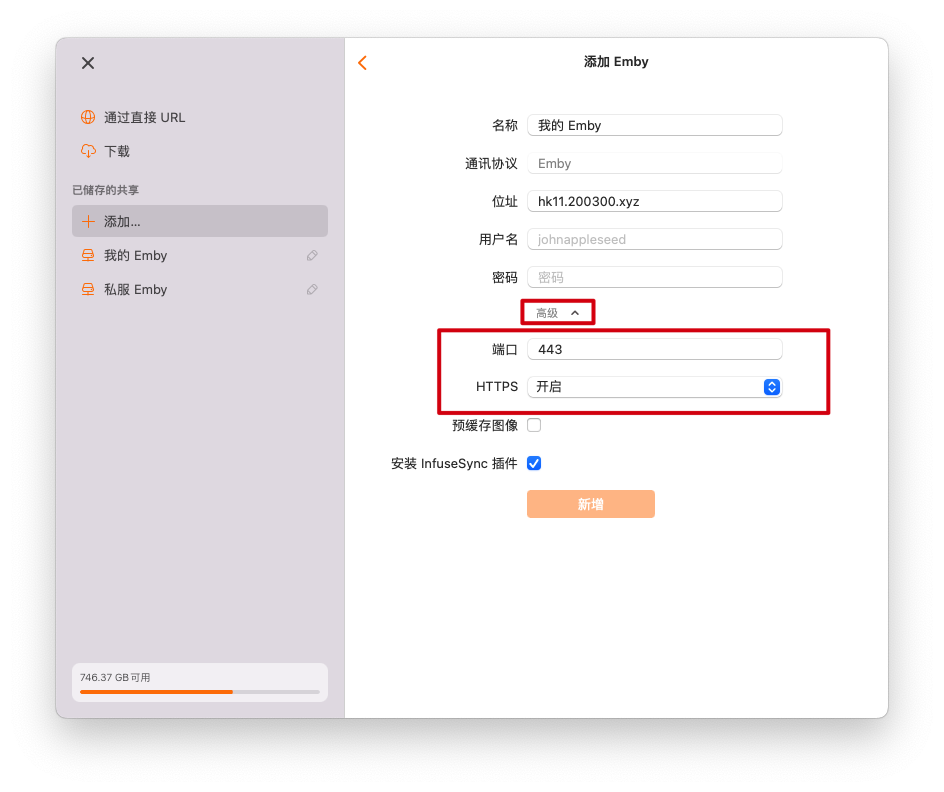 添加 Emby
通过直接 URL
下载
已储存的共享
添加...
我的 Emby
私服 Emby
746.37 GB可用
名称 我的 Emby
通讯协议 Emby
位址 hk11.200300.xyz
用户名 johnappleseed
密码 密码
高级
端口 443
HTTPS 开启
预缓存图像
安装 InfuseSync 插件
新增